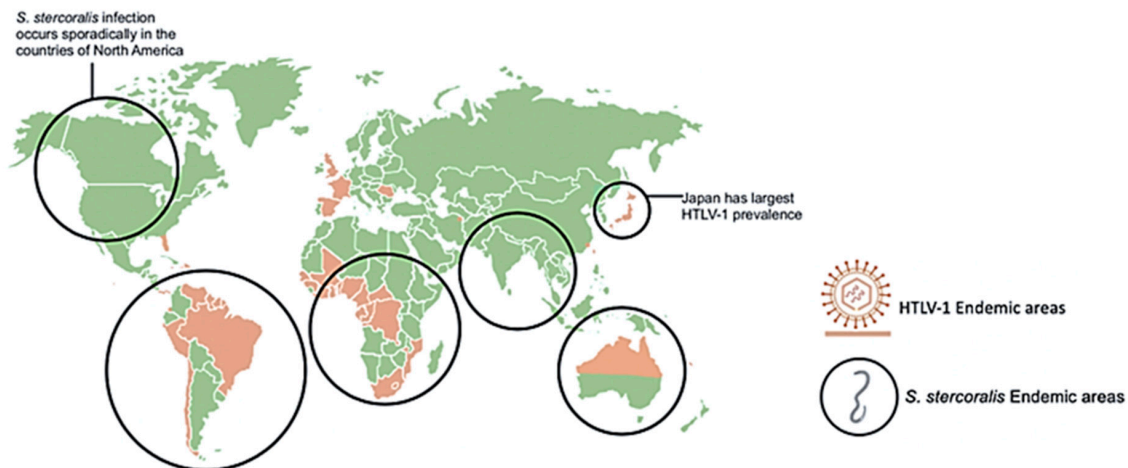 S. stercoralis infection
occurs sporadically in the
countries of North America
Japan has largest
HTLV-1 prevalence
HTLV-1 Endemic areas
S. stercoralis Endemic areas